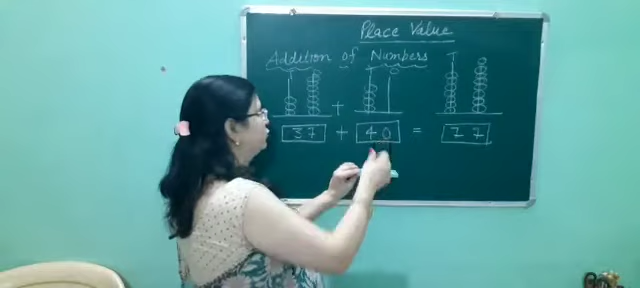 Place Value
Addition of Numbers
T O + T O T O
37 + 40 = 77